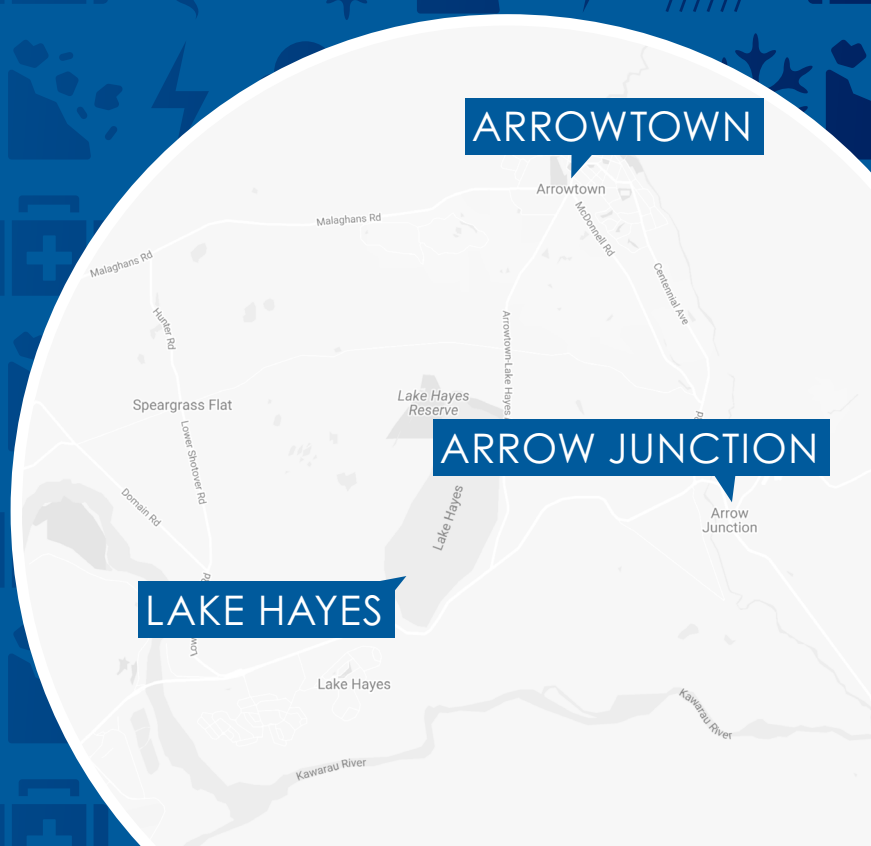 ARROWTOWN
Arrowtown
Malaghans Rd
McDonnell Rd
Malaghans Rd
Centennial Ave
Hunter Rd
Arrowtown-Lake Hayes
Speargrass Flat
Lake Hayes
Reserve
Lower Shotover Rd
ARROW JUNCTION
Domain Rd
Lake Hayes
Arrow
Junction
LAKE HAYES
Lake Hayes
Kawarau River
Kawarau River